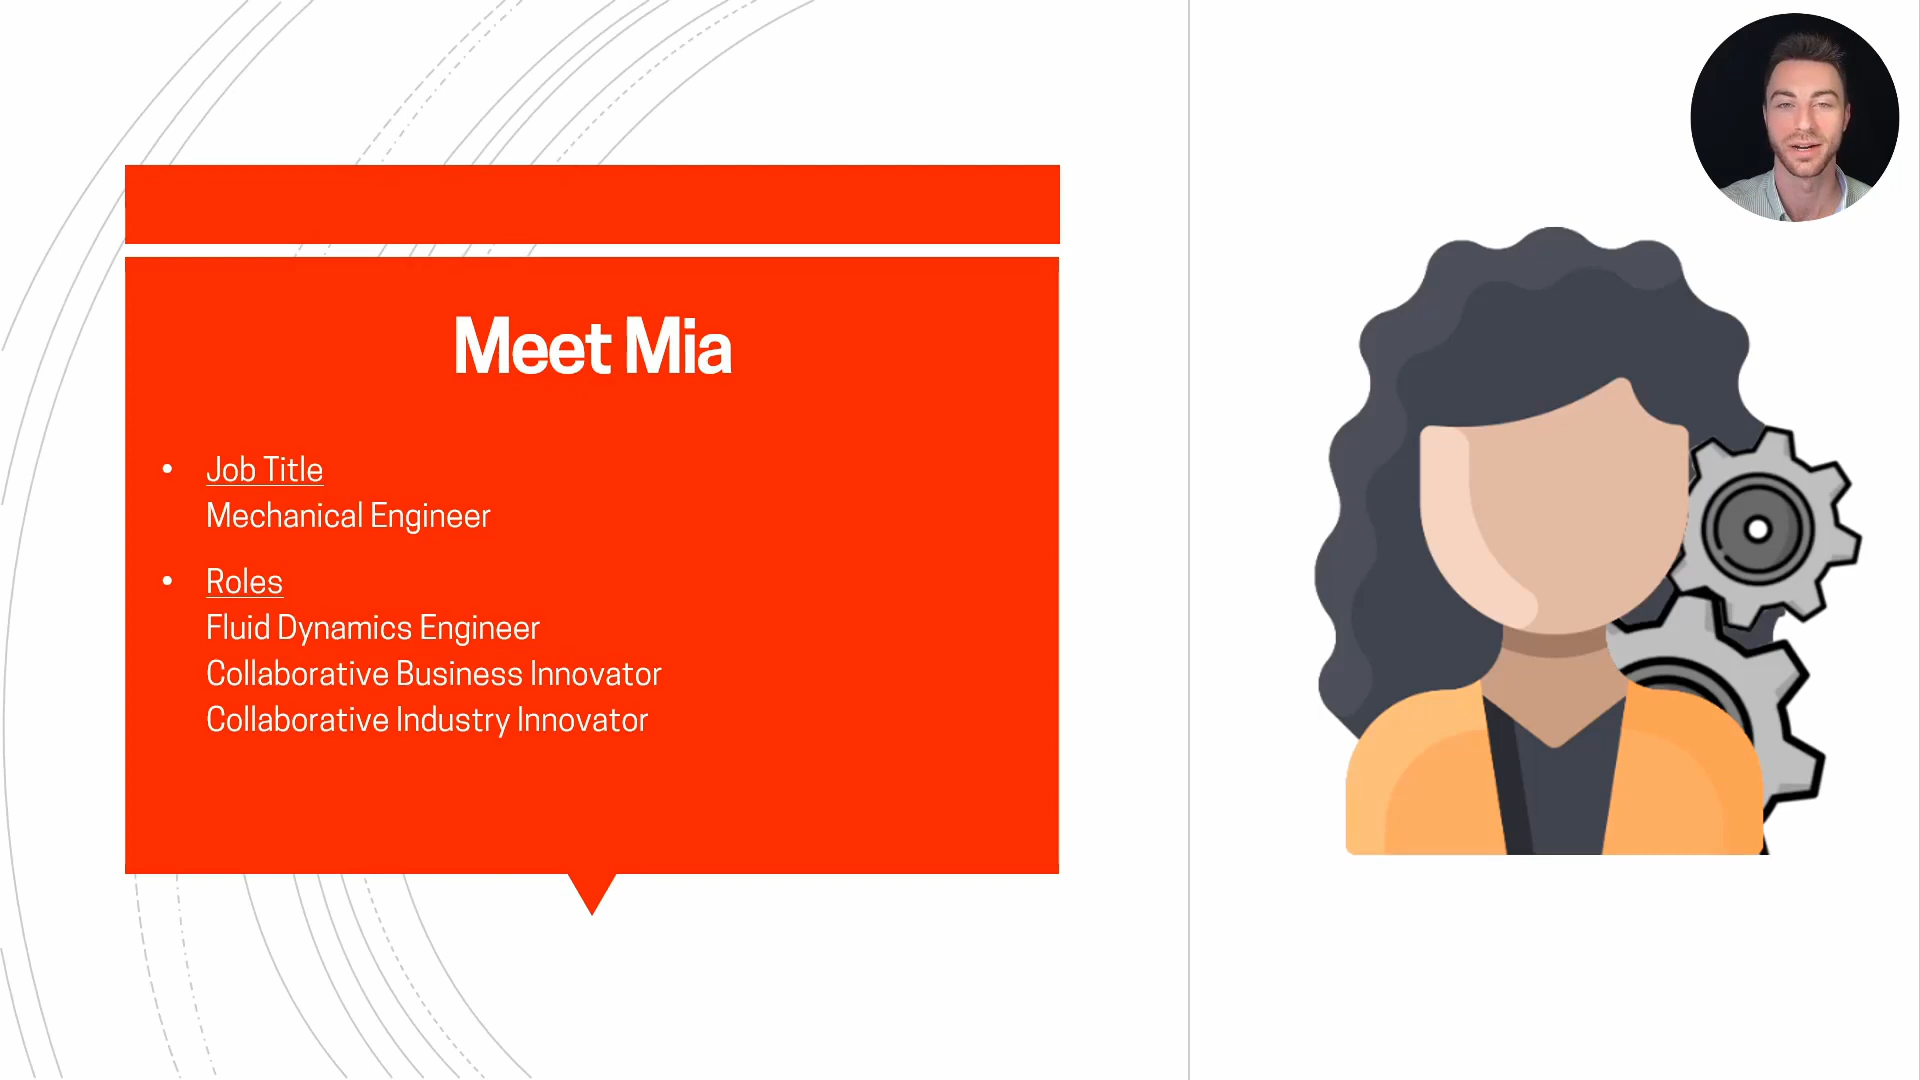 Meet Mia
Job Title
Mechanical Engineer
Roles
Fluid Dynamics Engineer
Collaborative Business Innovator
Collaborative Industry Innovator